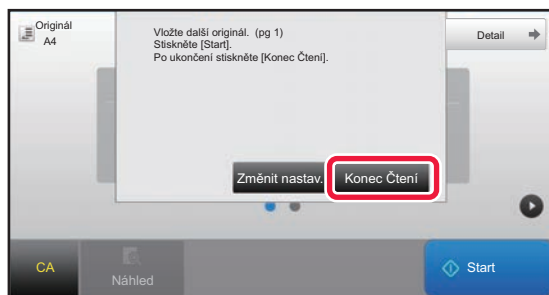 Originál
A4
Vložte další originál. (pg 1)
Stiskněte [Start].
Po ukončení stiskněte [Konec Čtení].
Detail
Změnit nastav.
Konec Čtení
CA
Náhled
Start